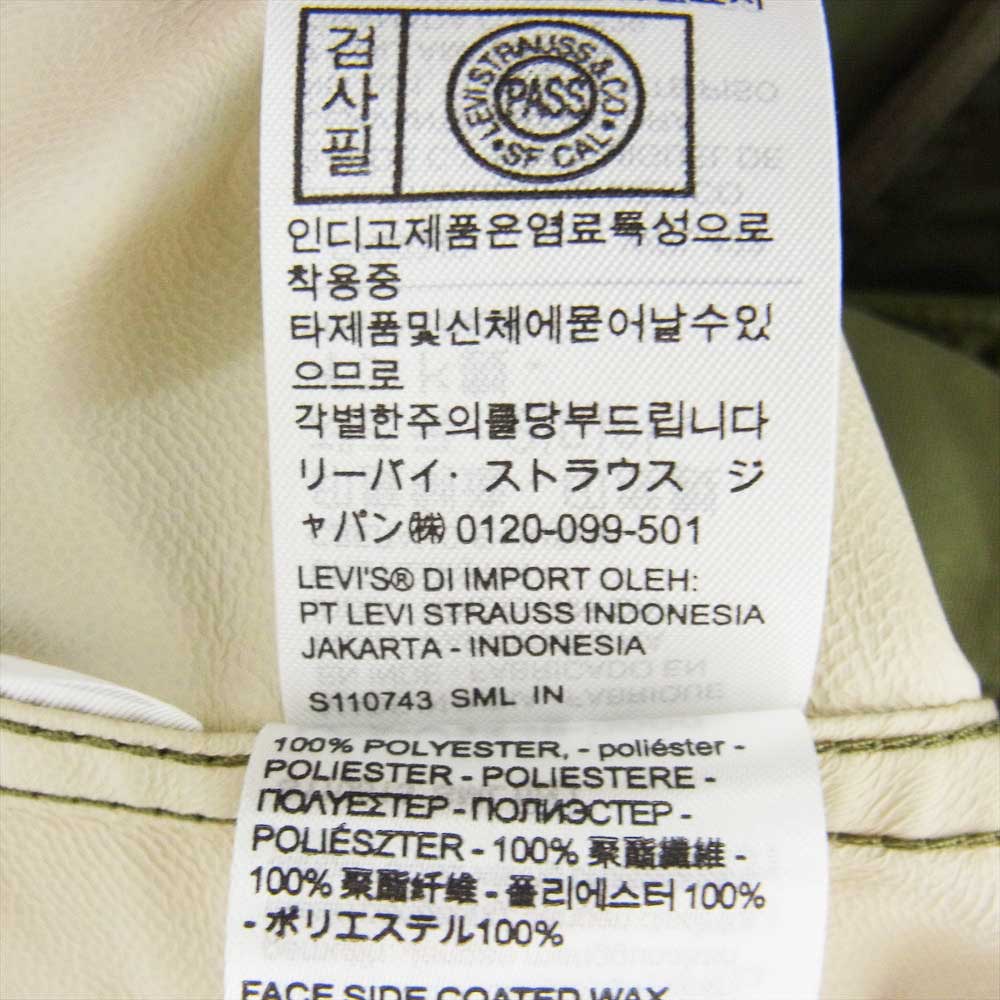 검사필
LEVI STRAUSS & CO
PASS
SF CAL
인디고제품은염료특성으로
착용중
타제품및신체에묻어날수있
으므로
각별한주의를당부드립니다
リーバイ・ストラウス ジ
ャパン㈱ 0120-099-501
LEVI'S® DI IMPORT OLEH:
PT LEVI STRAUSS INDONESIA
JAKARTA - INDONESIA
S110743 SML IN
100% POLYESTER, - poliéster -
POLIESTER - POLIESTERE -
ΠΟΛΥΕΣΤΕΡ - ПОЛИЭСТЕР -
POLIÉSZTER - 100% 聚酯纖維 -
100% 聚酯纤维 - 폴리에스터 100%
- ポリエステル100%
FACE SIDE COATED WAX